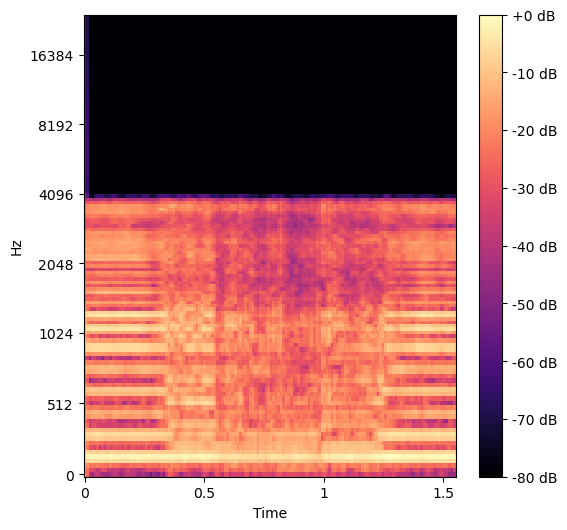 +0 dB
16384
-10 dB
8192
-20 dB
4096
-30 dB
Hz
2048
-40 dB
-50 dB
1024
-60 dB
512
-70 dB
0
-80 dB
0 0.5 1 1.5
Time